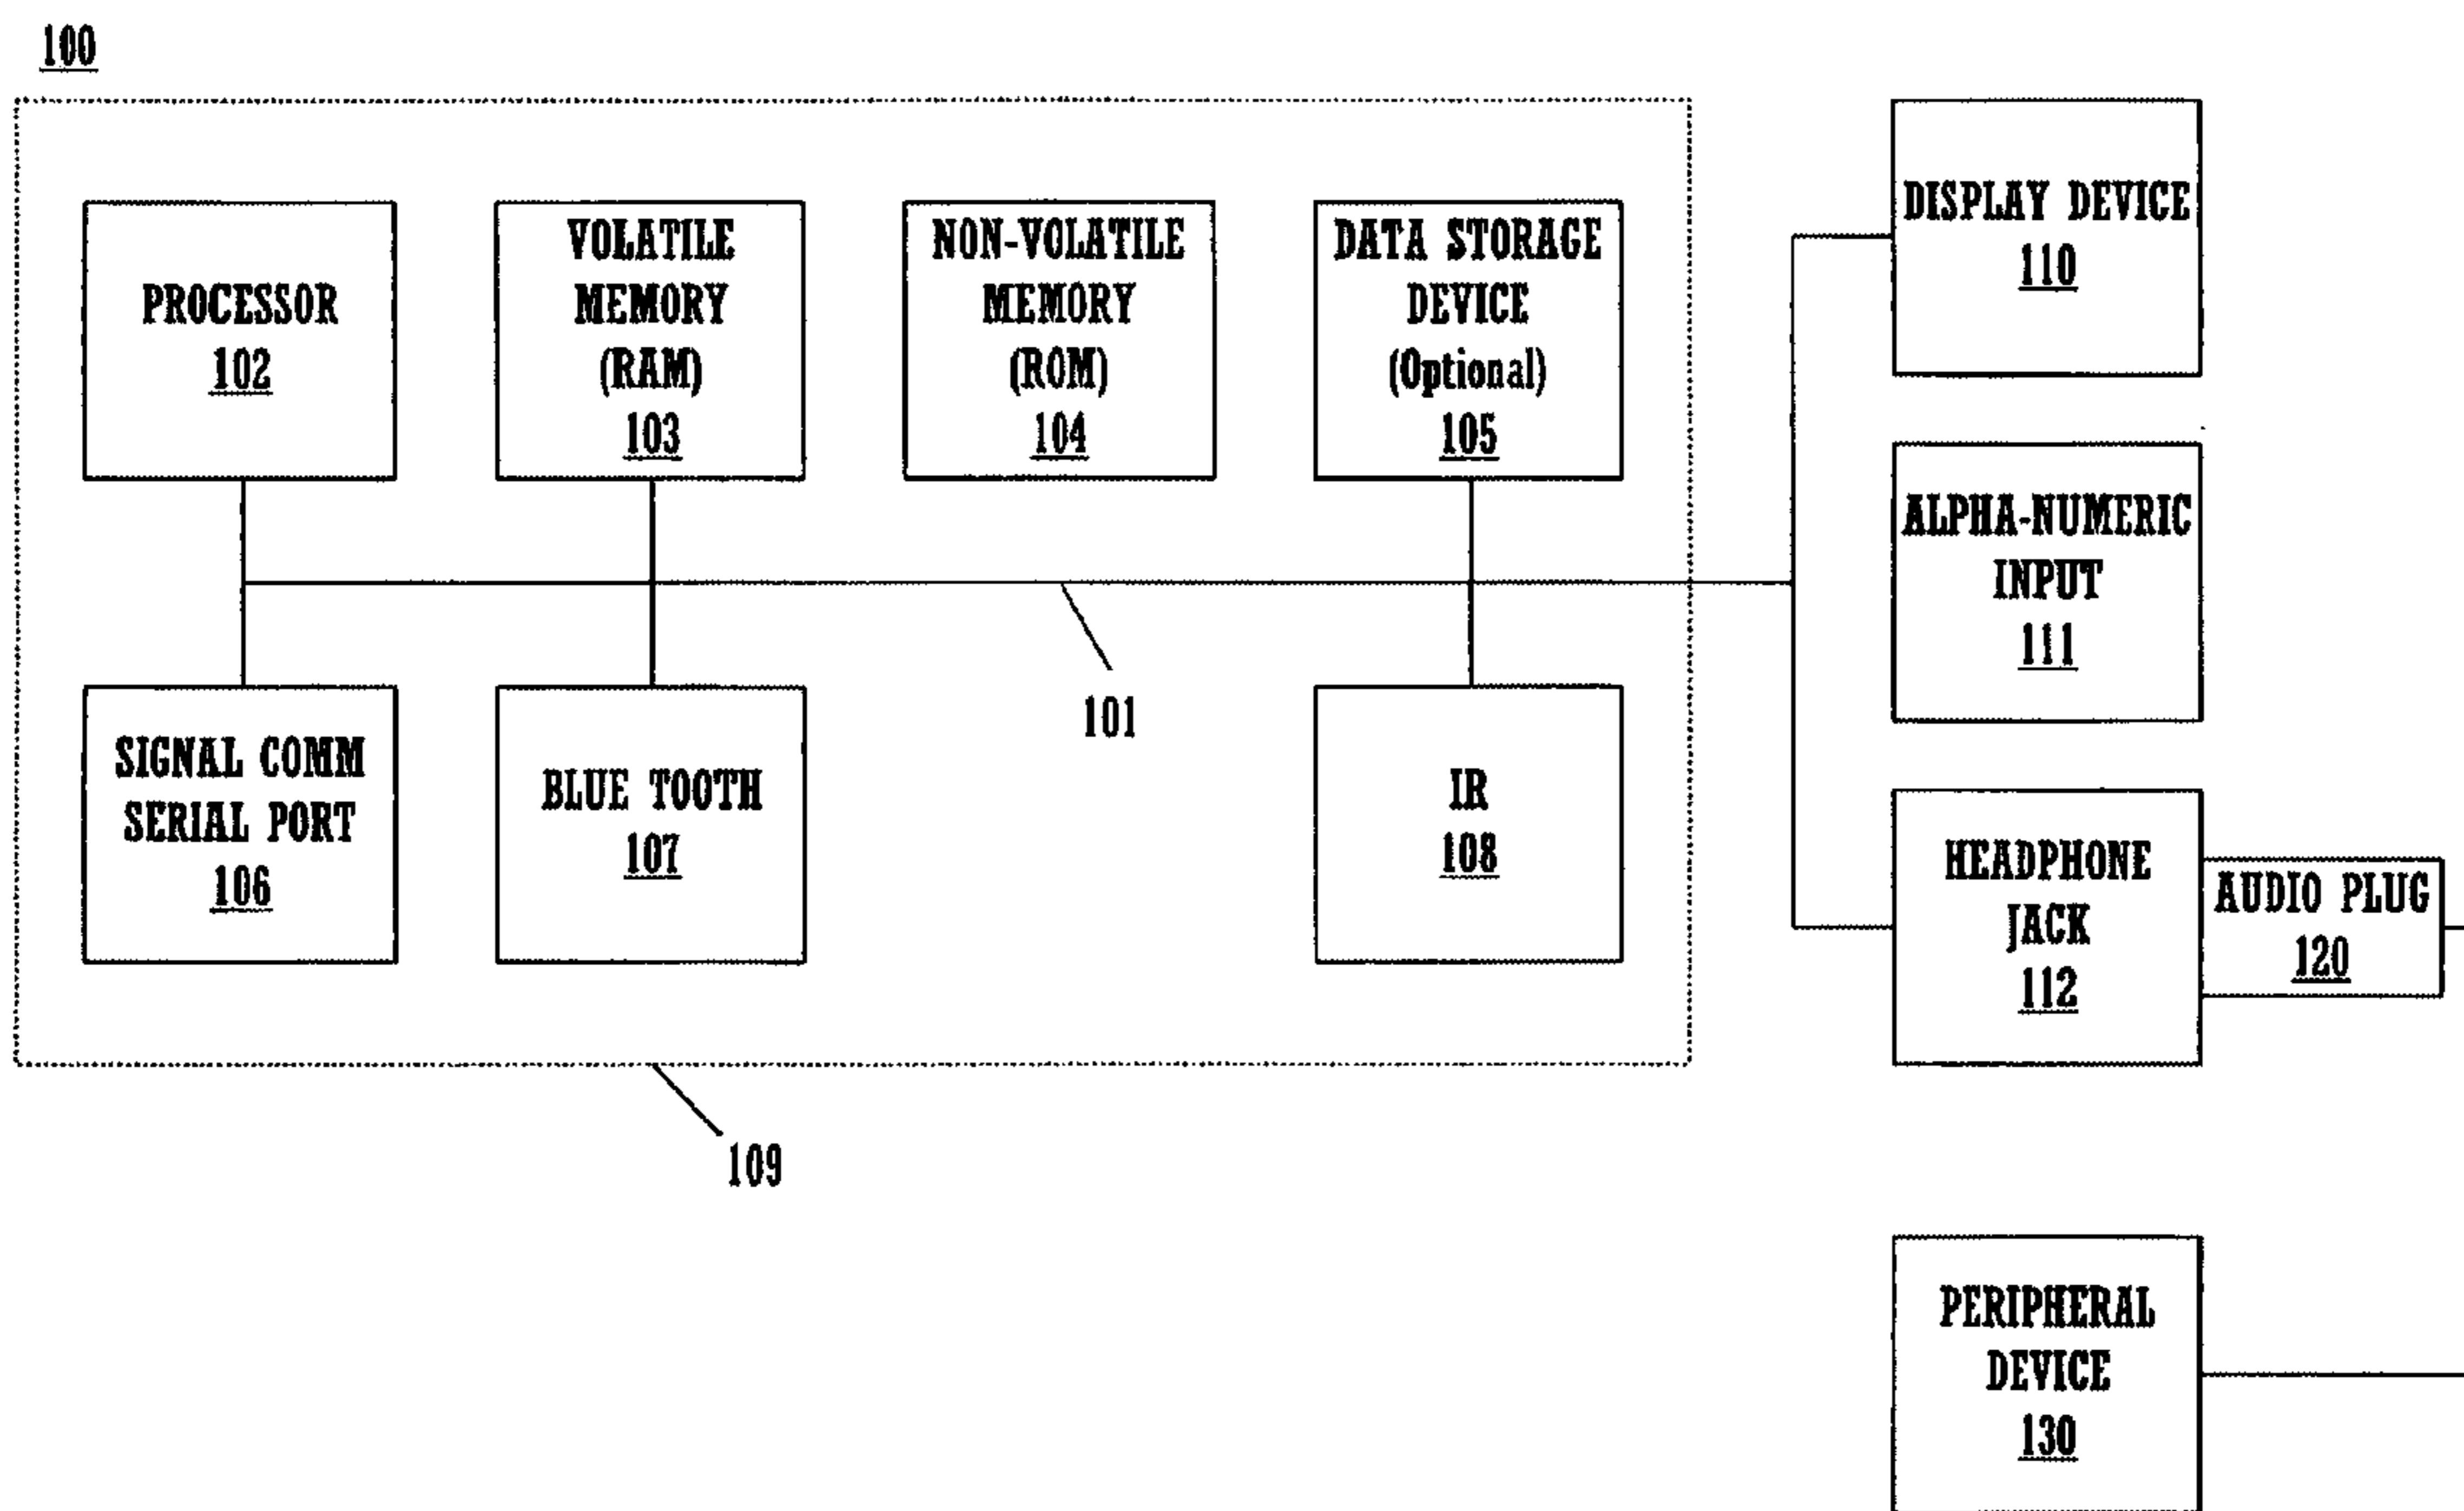 100
PROCESSOR
102
VOLATILE
MEMORY
(RAM)
103
NON-VOLATILE
MEMORY
(ROM)
104
DATA STORAGE
DEVICE
(Optional)
105
DISPLAY DEVICE
110
ALPHA-NUMERIC
INPUT
111
101
SIGNAL COMM
SERIAL PORT
106
BLUE TOOTH
107
IR
108
HEADPHONE
JACK
112
AUDIO PLUG
120
109
PERIPHERAL
DEVICE
130